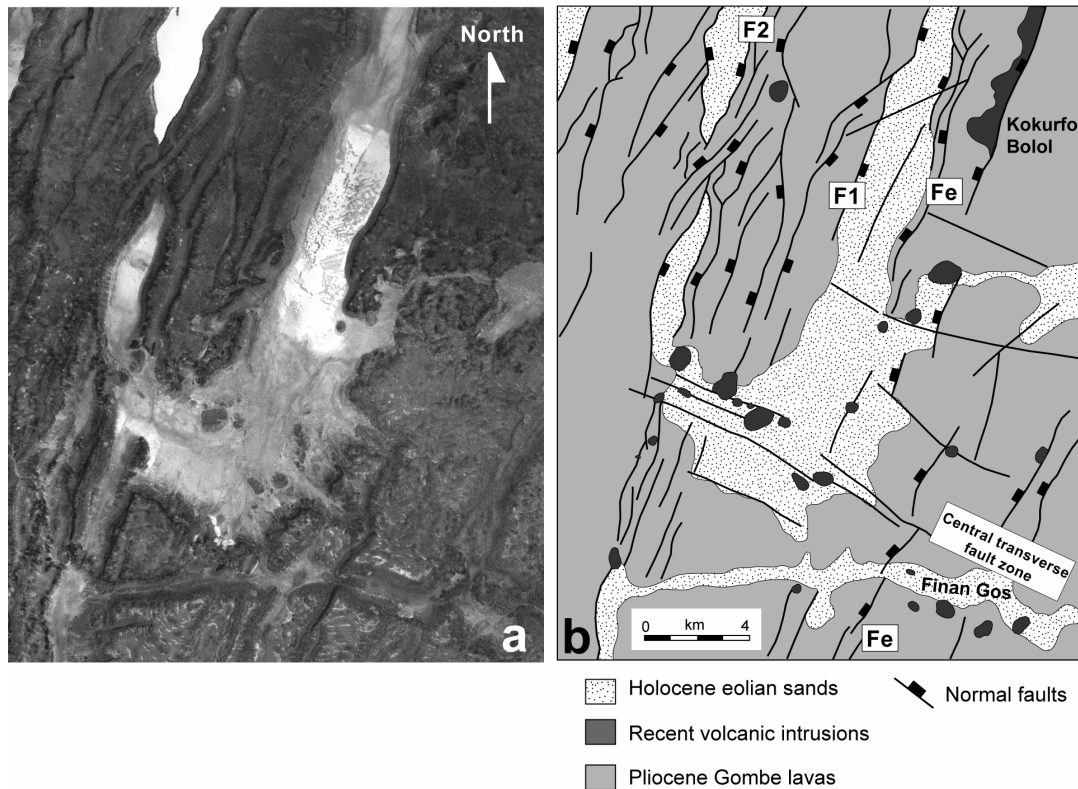 North
a
F2
Kokurfo
Bolol
F1
Fe
Central transverse
fault zone
Finan Gos
km
0 4
Fe
b
Holocene eolian sands
Normal faults
Recent volcanic intrusions
Pliocene Gombe lavas